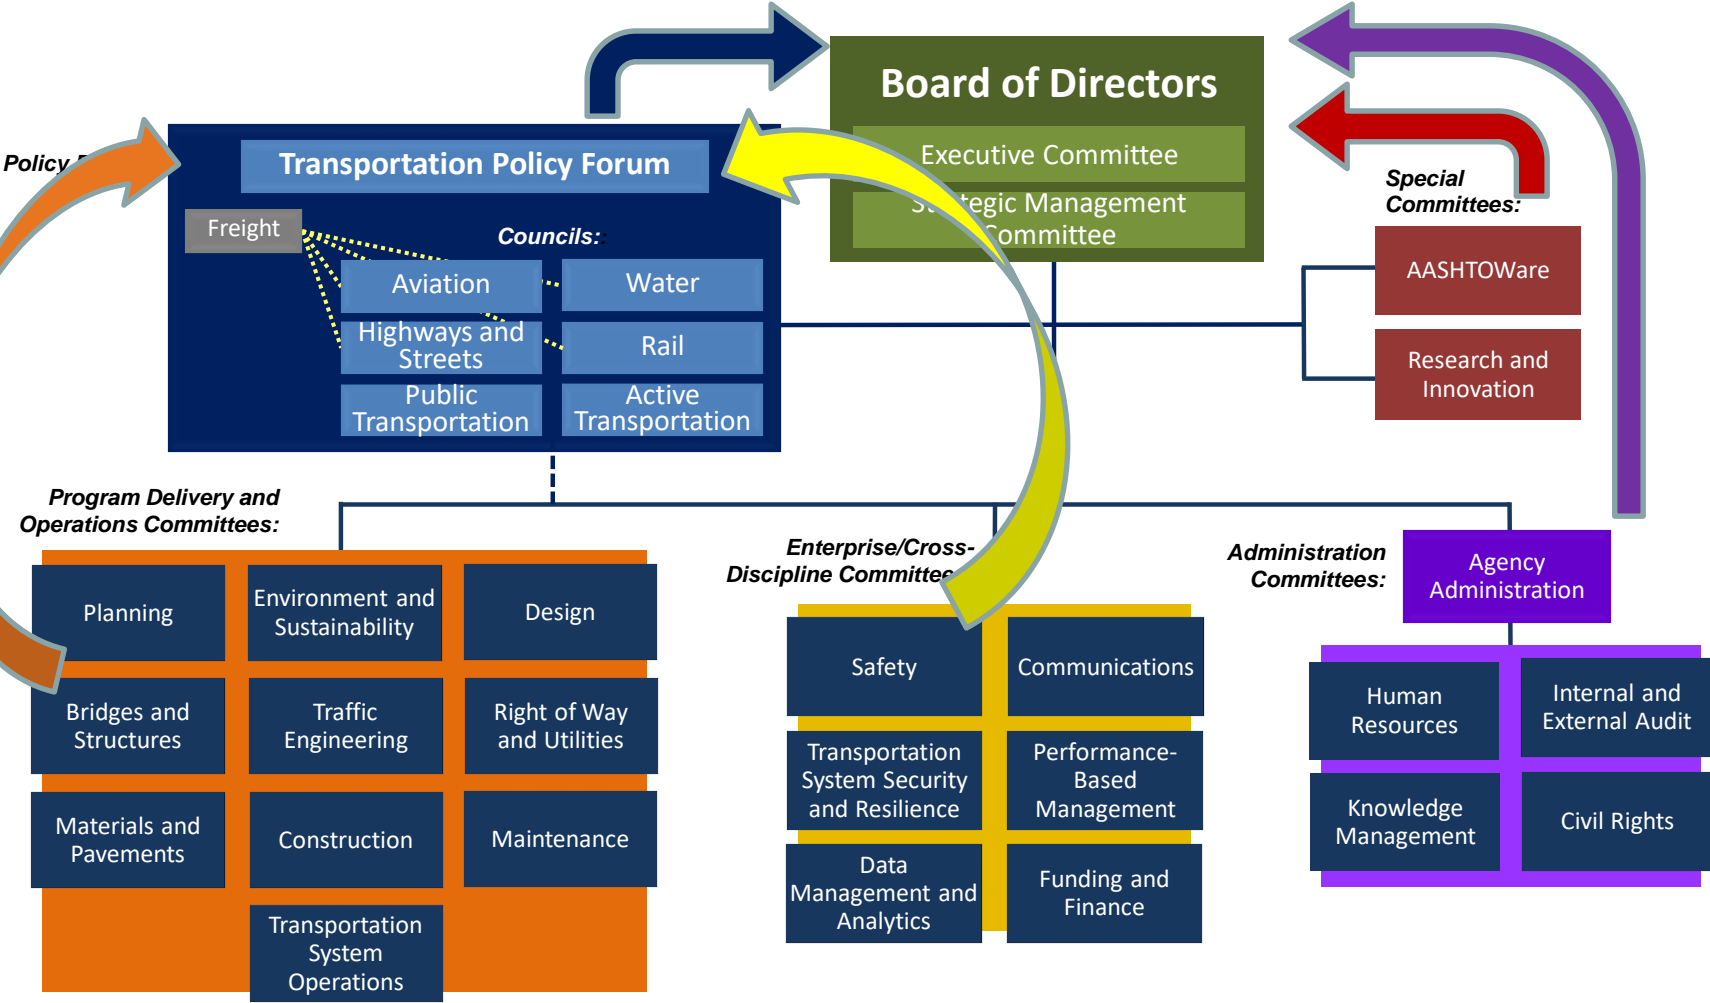 Board of Directors
Executive Committee
Strategic Management
Committee
Policy
Transportation Policy Forum
Freight
Councils:
Aviation
Water
Highways and
Streets
Rail
Public
Transportation
Active
Transportation
Special
Committees:
AASHTOWare
Research and
Innovation
Program Delivery and
Operations Committees:
Planning
Environment and
Sustainability
Design
Bridges and
Structures
Traffic
Engineering
Right of Way
and Utilities
Materials and
Pavements
Construction
Maintenance
Transportation
System
Operations
Enterprise/Cross-
Discipline Committee
Safety
Communications
Transportation
System Security
and Resilience
Performance-
Based
Management
Data
Management and
Analytics
Funding and
Finance
Administration
Committees:
Agency
Administration
Human
Resources
Internal and
External Audit
Knowledge
Management
Civil Rights